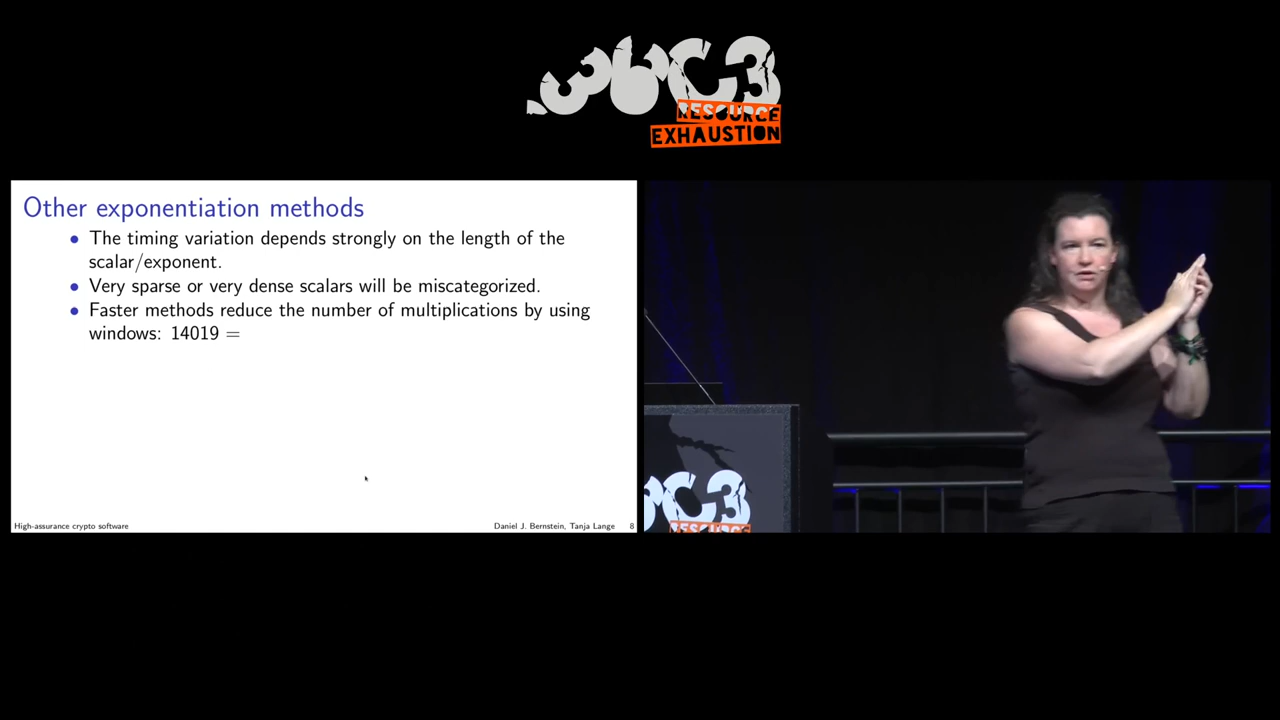 36C3
RESOURCE
EXHAUSTION
Other exponentiation methods
• The timing variation depends strongly on the length of the
scalar/exponent.
• Very sparse or very dense scalars will be miscategorized.
• Faster methods reduce the number of multiplications by using
windows: 14019 =
High-assurance crypto software
Daniel J. Bernstein, Tanja Lange 8
6C3
RESOURCE